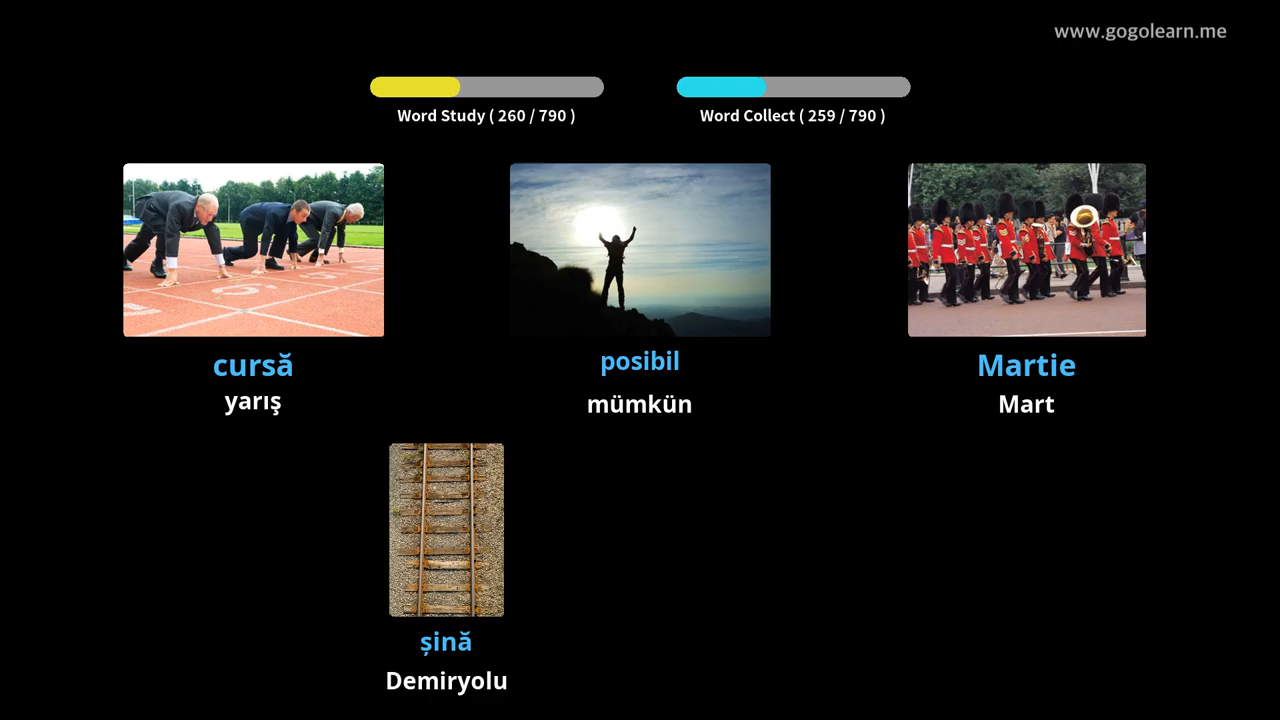 www.gogolearn.me
Word Study ( 260 / 790 )
Word Collect ( 259 / 790 )
cursă
posibil
Martie
yarış
mümkün
Mart
șină
Demiryolu